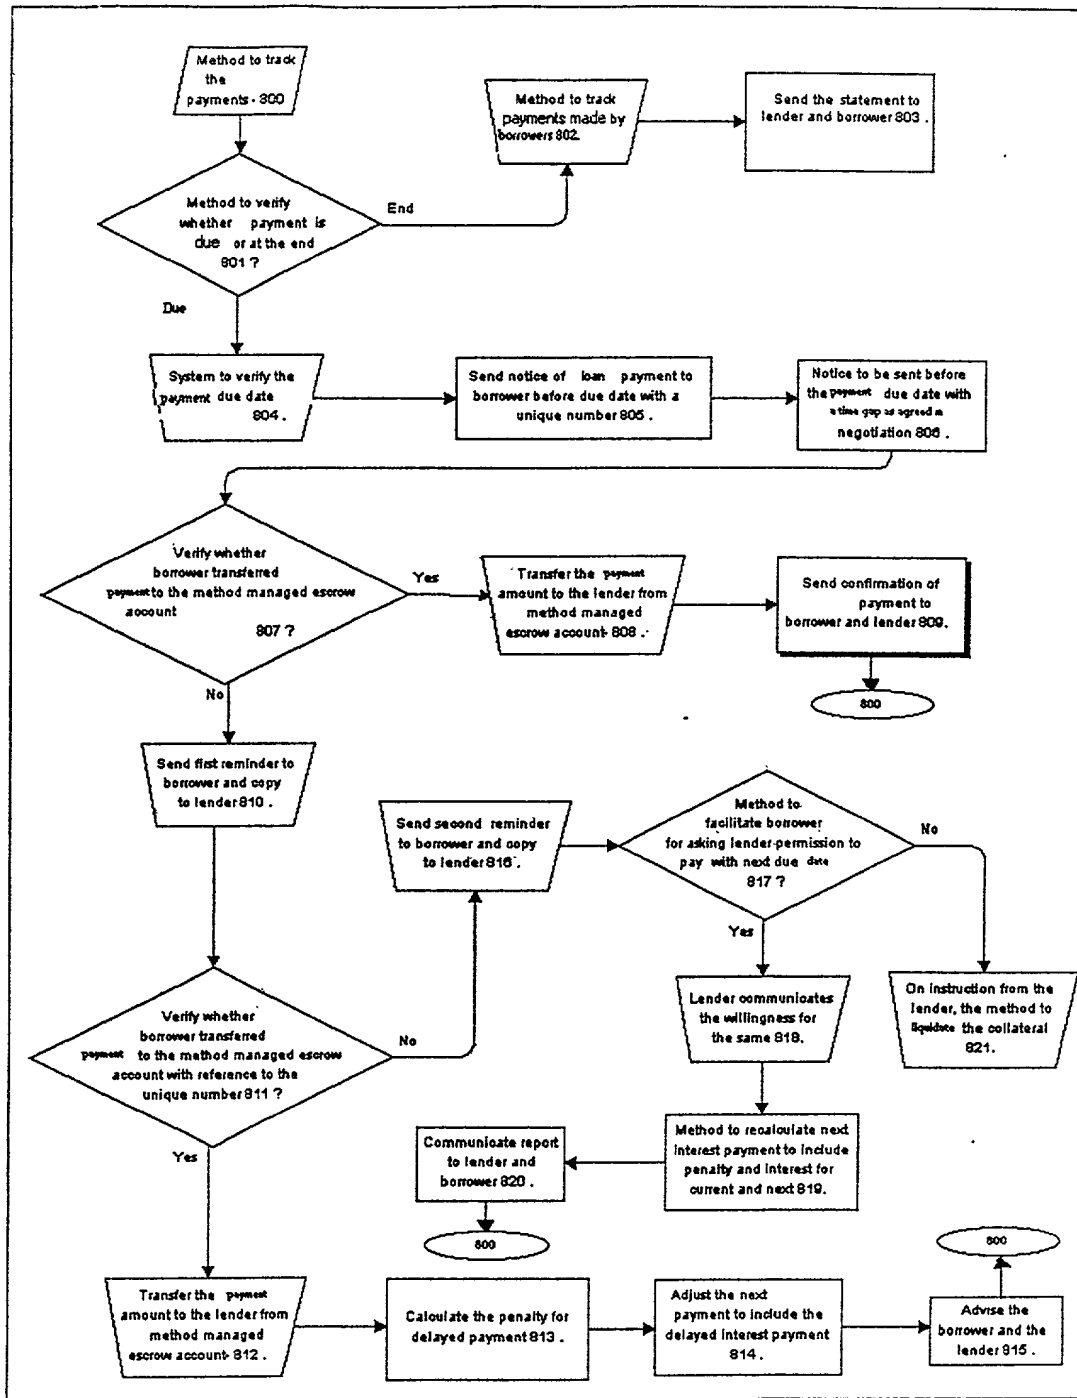 Method to track
the
payments - 800
Method to track
payments made by
borrowers 802.
Send the statement to
lender and borrower 803 .
Method to verify
whether payment is
due or at the end
801 ?
End
Due
System to verify the
payment due date
804 .
Send notice of loan payment to
borrower before due date with a
unique number 805 .
Notice to be sent before
the payment due date with
a time gap as agreed in
negotiation 806 .
Verify whether
borrower transferred
payment to the method managed escrow
account
807 ?
Yes
Transfer the payment
amount to the lender from
method managed
escrow account- 808 .
Send confirmation of
payment to
borrower and lender 809 .
800
No
Send first reminder to
borrower and copy
to lender 810 .
Send second reminder
to borrower and copy
to lender 816 .
Method to
facilitate borrower
for asking lender-permission to
pay with next due date
817 ?
No
Yes
Verify whether
borrower transferred
payment to the method managed escrow
account with reference to the
unique number 811 ?
No
Lender communicates
the willingness for
the same 818 .
On instruction from the
lender, the method to
liquidate the collateral
821 .
Yes
Communicate report
to lender and
borrower 820 .
Method to recalculate next
interest payment to include
penalty and interest for
current and next 819 .
800
800
Transfer the payment
amount to the lender from
method managed
escrow account- 812 .
Calculate the penalty for
delayed payment 813 .
Adjust the next
payment to include the
delayed interest payment
814 .
Advise the
borrower and the
lender 815 .